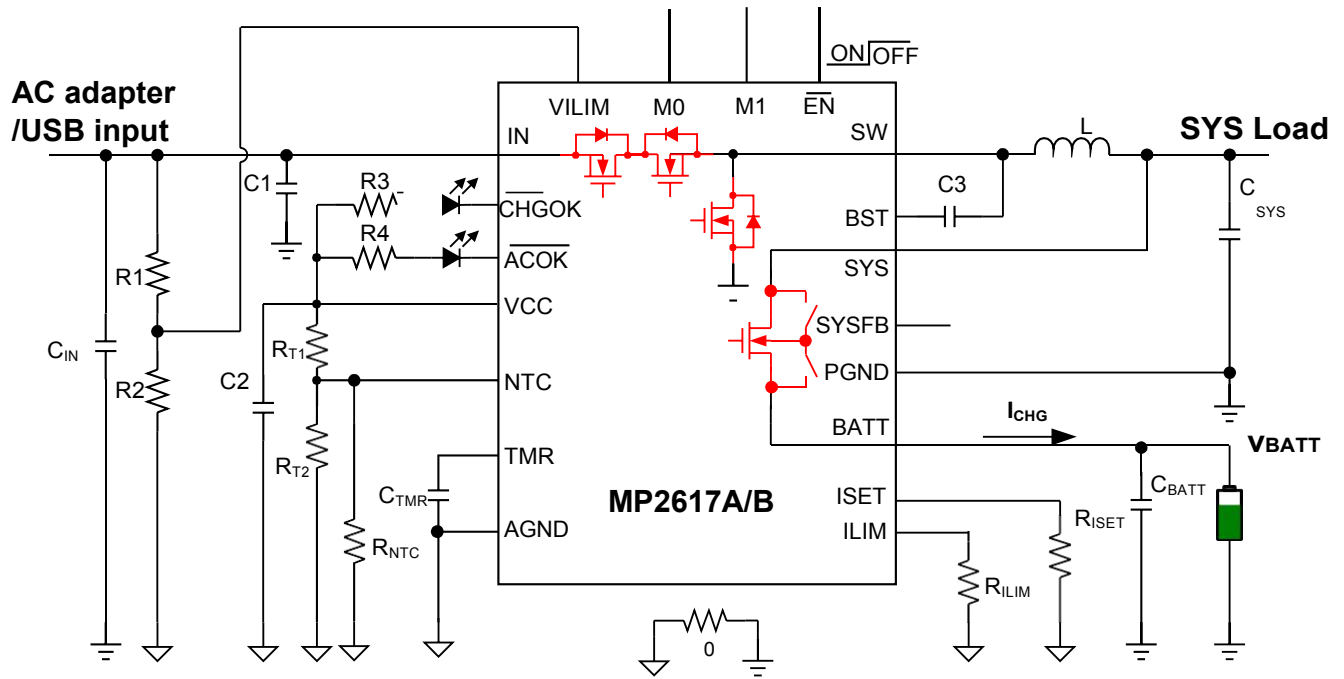 ON OFF
AC adapter
/USB input
VILIM
M0
M1
EN
IN
SW
L
SYS Load
C1
R3
CHGOK
C3
C
SYS
BST
R4
ACOK
SYS
R1
VCC
SYSFB
CIN
RT1
R2
C2
NTC
PGND
ICHG
BATT
VBATT
RT2
TMR
CTMR
MP2617A/B
ISET
CBATT
RISET
AGND
ILIM
RNTC
RILIM
0